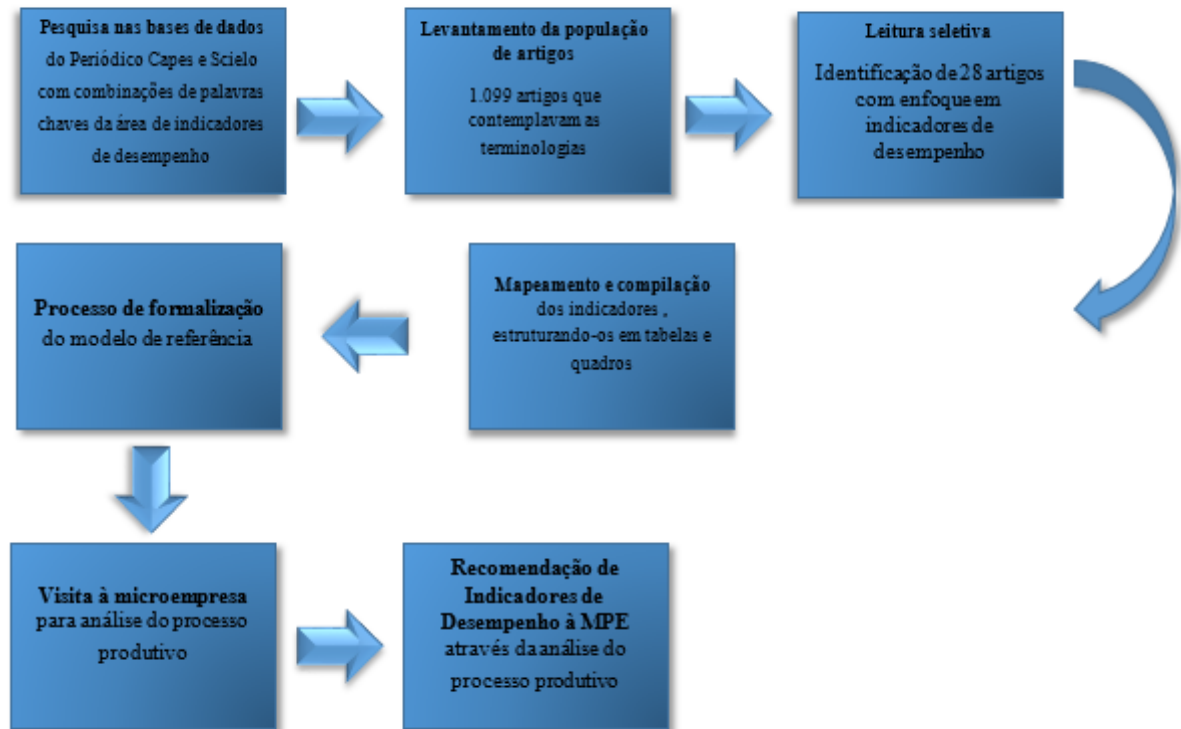 Pesquisa nas bases de dados
do Periódico Capes e Scielo
com combinações de palavras
chaves da área de indicadores
de desempenho
Levantamento da população
de artigos
1.099 artigos que
contemplavam as
terminologias
Leitura seletiva
Identificação de 28 artigos
com enfoque em
indicadores de
desempenho
Mapeamento e compilação
dos indicadores ,
estruturando-os em tabelas e
quadros
Processo de formalização
do modelo de referência
Visita à microempresa
para análise do processo
produtivo
Recomendação de
Indicadores de
Desempenho à MPE
através da análise do
processo produtivo